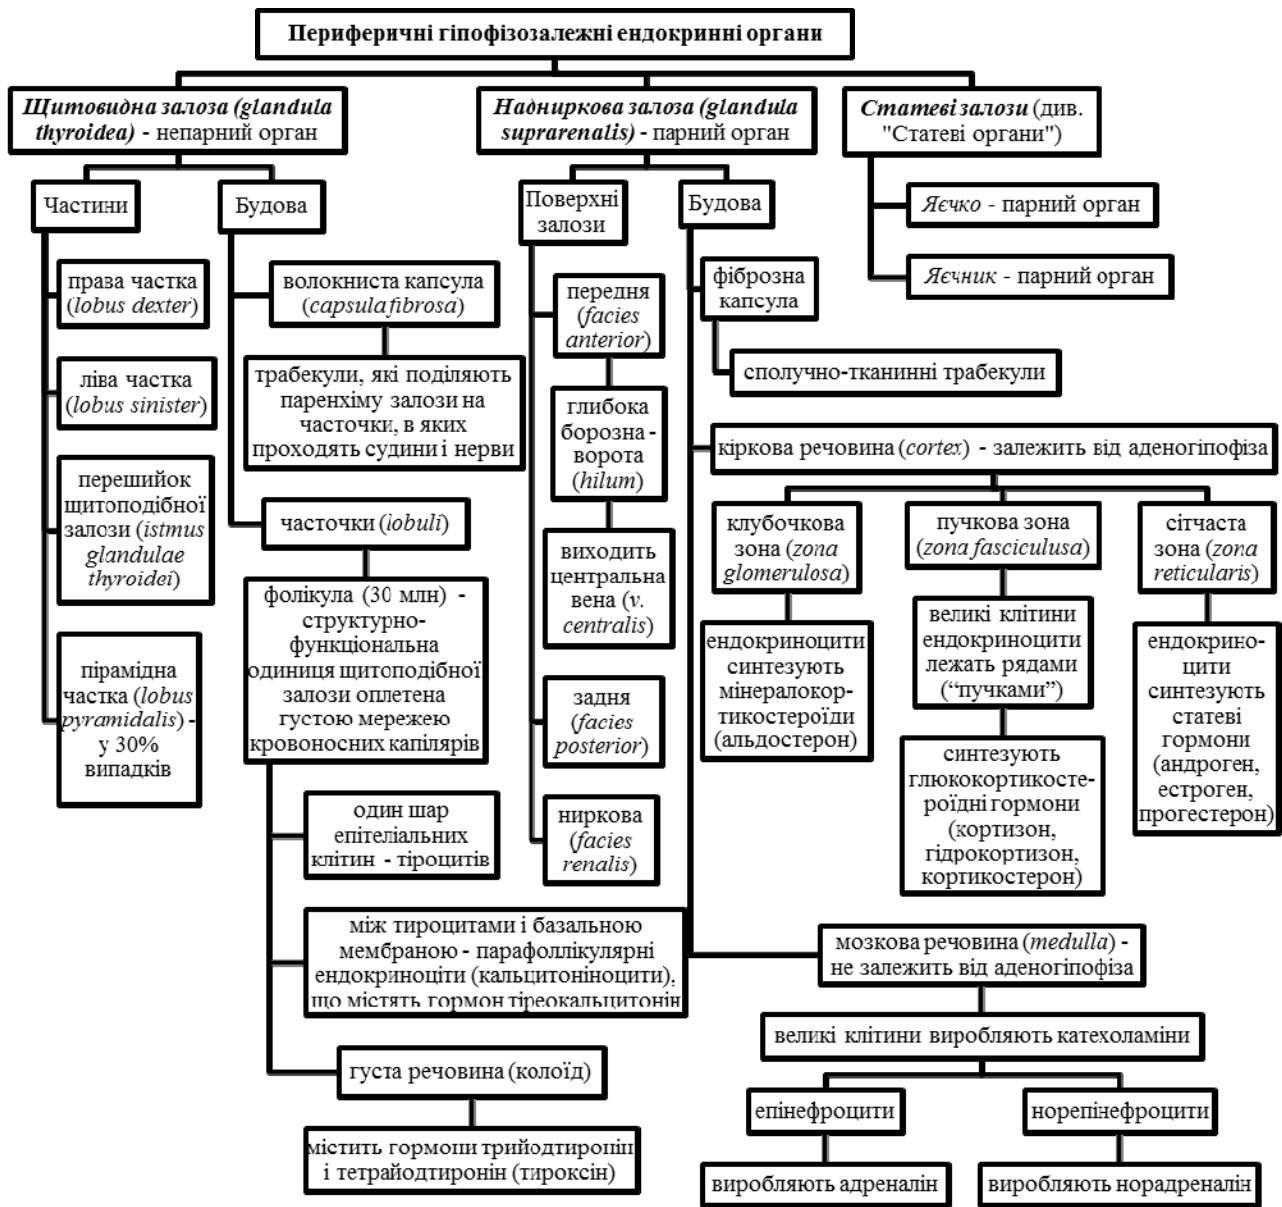 Периферичні гіпофізозалежні ендокринні органи
Щитовидна залоза (glandula
thyroidea) - непарний орган
Частини
права частка
(lobus dexter)
ліва частка
(lobus sinister)
перешийок
щитоподібної
залози (istmus
glandulae
thyroidei)
пірамідна
частка (lobus
pyramidalis) -
у 30%
випадків
Будова
волокниста капсула
(capsula fibrosa)
трабекули, які поділяють
паренхіму залози на
часточки, в яких
проходять судини і нерви
часточки (lobuli)
фолікула (30 млн) -
структурно-
функціональна
одиниця щитоподібної
залози оплетена
густою мережею
кровоносних капілярів
один шар
епітеліальних
клітин - тіроцитів
між тироцитами і базальною
мембраною - парафоллікулярні
ендокриноціти (кальцитоніноцити),
що містять гормон тіреокальцитонін
густа речовина (колоїд)
містить гормони трийодтиронін
і тетрайодтиронін (тироксін)
Надниркова залоза (glandula
suprarenalis) - парний орган
Поверхні
залози
передня
(facies
anterior)
глибока
борозна -
ворота
(hilum)
виходить
центральна
вена (v.
centralis)
задня
(facies
posterior)
ниркова
(facies
renalis)
Будова
фіброзна
капсула
сполучно-тканинні трабекули
кіркова речовина (cortex) - залежить від аденогіпофіза
клубочкова
зона (zona
glomerulosa)
ендокриноцити
синтезують
мінералокор-
тикостероїди
(альдостерон)
пучкова зона
(zona fasciculusa)
великі клітини
ендокриноцити
лежать рядами
(“пучками”)
синтезують
глюкокортикосте-
роїдні гормони
(кортизон,
гідрокортизон,
кортикостерон)
сітчаста
зона (zona
reticularis)
ендокрино-
цити
синтезують
статеві
гормони
(андроген,
естроген,
прогестерон)
мозкова речовина (medulla) -
не залежить від аденогіпофіза
великі клітини виробляють катехоламіни
епінефроцити
виробляють адреналін
норепінефроцити
виробляють норадреналін
Статеві залози (див.
"Статеві органи")
Яєчко - парний орган
Яєчник - парний орган